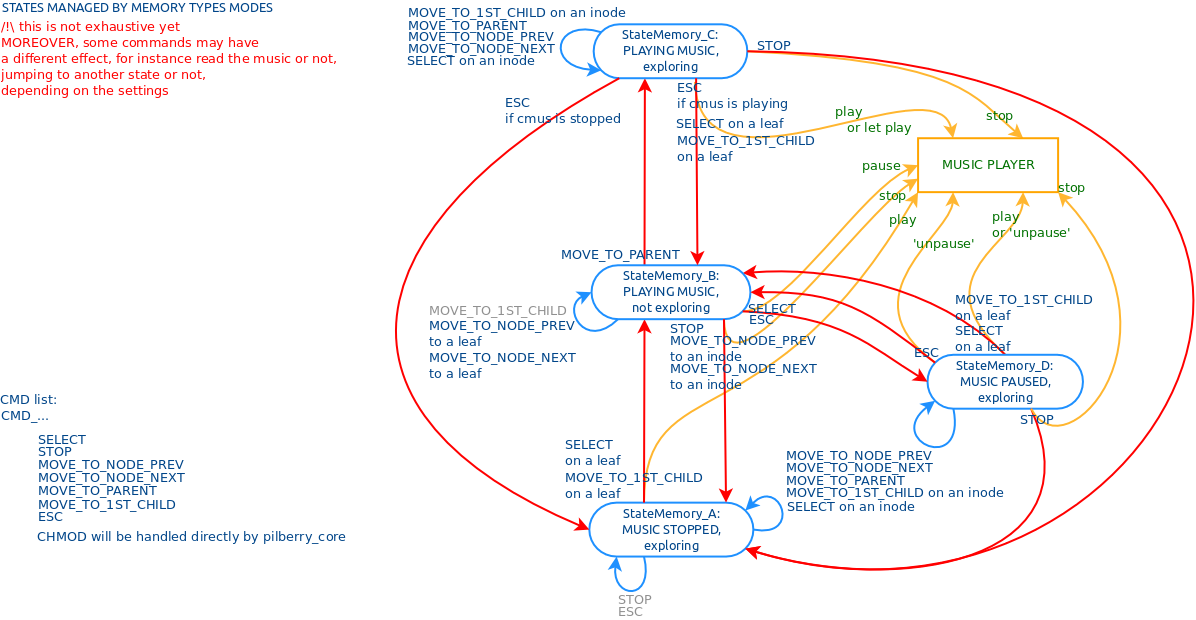 STATES MANAGED BY MEMORY TYPES MODES
/!\ this is not exhaustive yet
MOREOVER, some commands may have
a different effect, for instance read the music or not,
jumping to another state or not,
depending on the settings
MOVE_TO_1ST_CHILD on an inode
MOVE_TO_PARENT
MOVE_TO_NODE_PREV
MOVE_TO_NODE_NEXT
SELECT on an inode
StateMemory_C:
PLAYING MUSIC,
exploring
STOP
ESC
if cmus is stopped
ESC
if cmus is playing
SELECT on a leaf
MOVE_TO_1ST_CHILD
on a leaf
play
or let play
stop
MUSIC PLAYER
pause
stop
play
'unpause'
play
or 'unpause'
stop
MOVE_TO_PARENT
StateMemory_B:
PLAYING MUSIC,
not exploring
MOVE_TO_1ST_CHILD
MOVE_TO_NODE_PREV
to a leaf
MOVE_TO_NODE_NEXT
to a leaf
SELECT
ESC
STOP
MOVE_TO_NODE_PREV
to an inode
MOVE_TO_NODE_NEXT
to an inode
MOVE_TO_1ST_CHILD
on a leaf
SELECT
on a leaf
ESC
StateMemory_D:
MUSIC PAUSED,
exploring
STOP
CMD list:
CMD_...
SELECT
STOP
MOVE_TO_NODE_PREV
MOVE_TO_NODE_NEXT
MOVE_TO_PARENT
MOVE_TO_1ST_CHILD
ESC
CHMOD will be handled directly by pilberry_core
SELECT
on a leaf
MOVE_TO_1ST_CHILD
on a leaf
MOVE_TO_NODE_PREV
MOVE_TO_NODE_NEXT
MOVE_TO_PARENT
MOVE_TO_1ST_CHILD on an inode
SELECT on an inode
StateMemory_A:
MUSIC STOPPED,
exploring
STOP
ESC